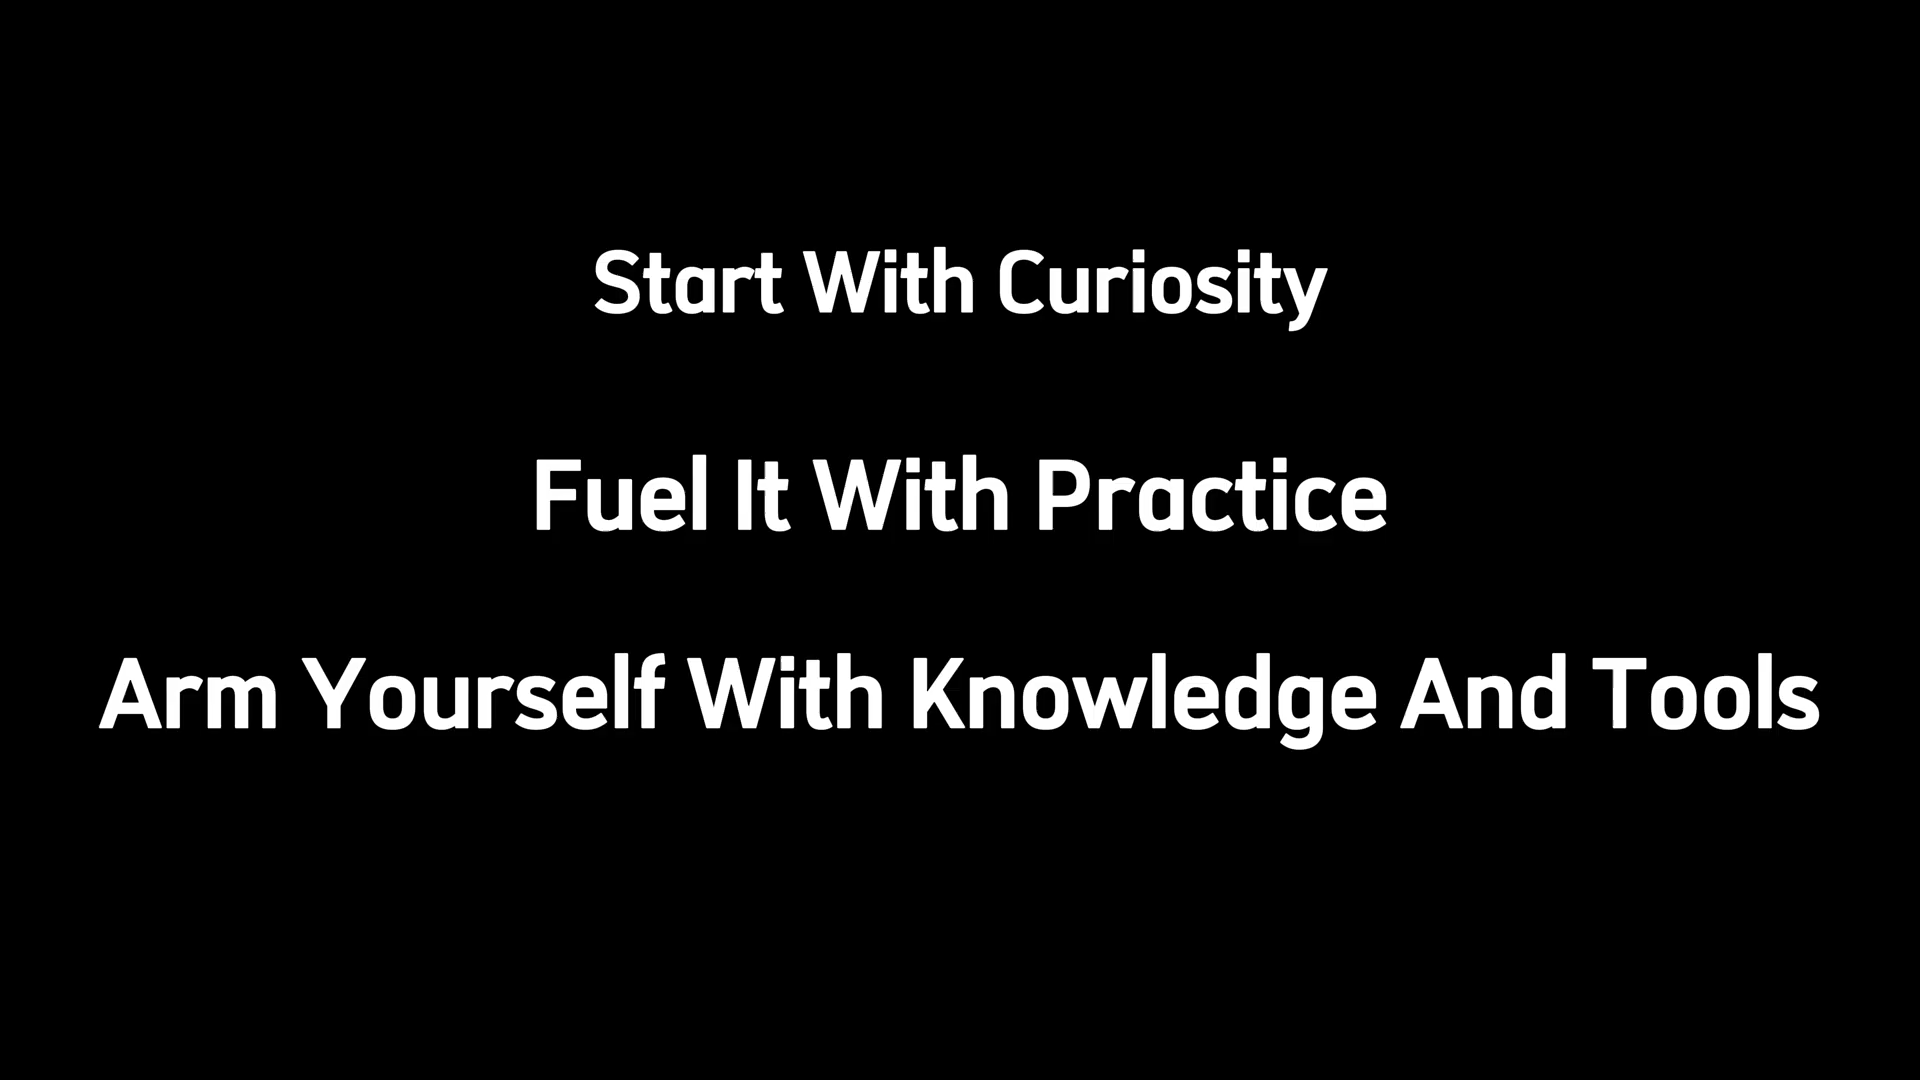 Start With Curiosity
Fuel It With Practice
Arm Yourself With Knowledge And Tools